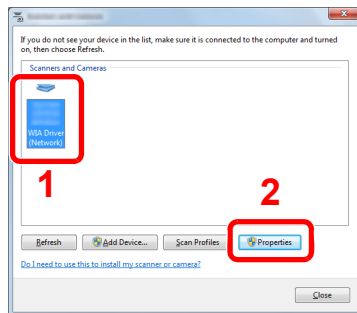 If you do not see your device in the list, make sure it is connected to the computer and turned
on, then choose Refresh.
Scanners and Cameras
WIA Driver
(Network)
1
2
Refresh
Add Device...
Scan Profiles
Properties
Do I need to use this to install my scanner or camera?
Close